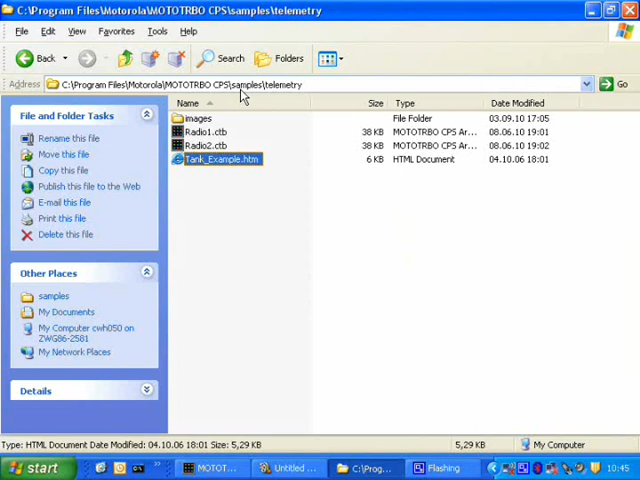 C:\Program Files\Motorola\MOTOTRBO CPS\samples\telemetry
File Edit View Favorites Tools Help
Back Search Folders
Address C:\Program Files\Motorola\MOTOTRBO CPS\samples\telemetry Go
File and Folder Tasks
Rename this file
Move this file
Copy this file
Publish this file to the Web
E-mail this file
Print this file
Delete this file
Other Places
samples
My Documents
My Computer cwh050 on
ZWG86-2581
My Network Places
Details
Name Size Type Date Modified
images File Folder 03.09.10 17:05
Radio1.ctb 38 KB MOTOTRBO CPS Ar... 08.06.10 19:01
Radio2.ctb 38 KB MOTOTRBO CPS Ar... 08.06.10 19:02
Tank_Example.htm 6 KB HTML Document 04.10.06 18:01
Type: HTML Document Date Modified: 04.10.06 18:01 Size: 5,29 KB 5,29 KB My Computer
start MOTOT... Untitled ... C:\Prog... Flashing 10:45